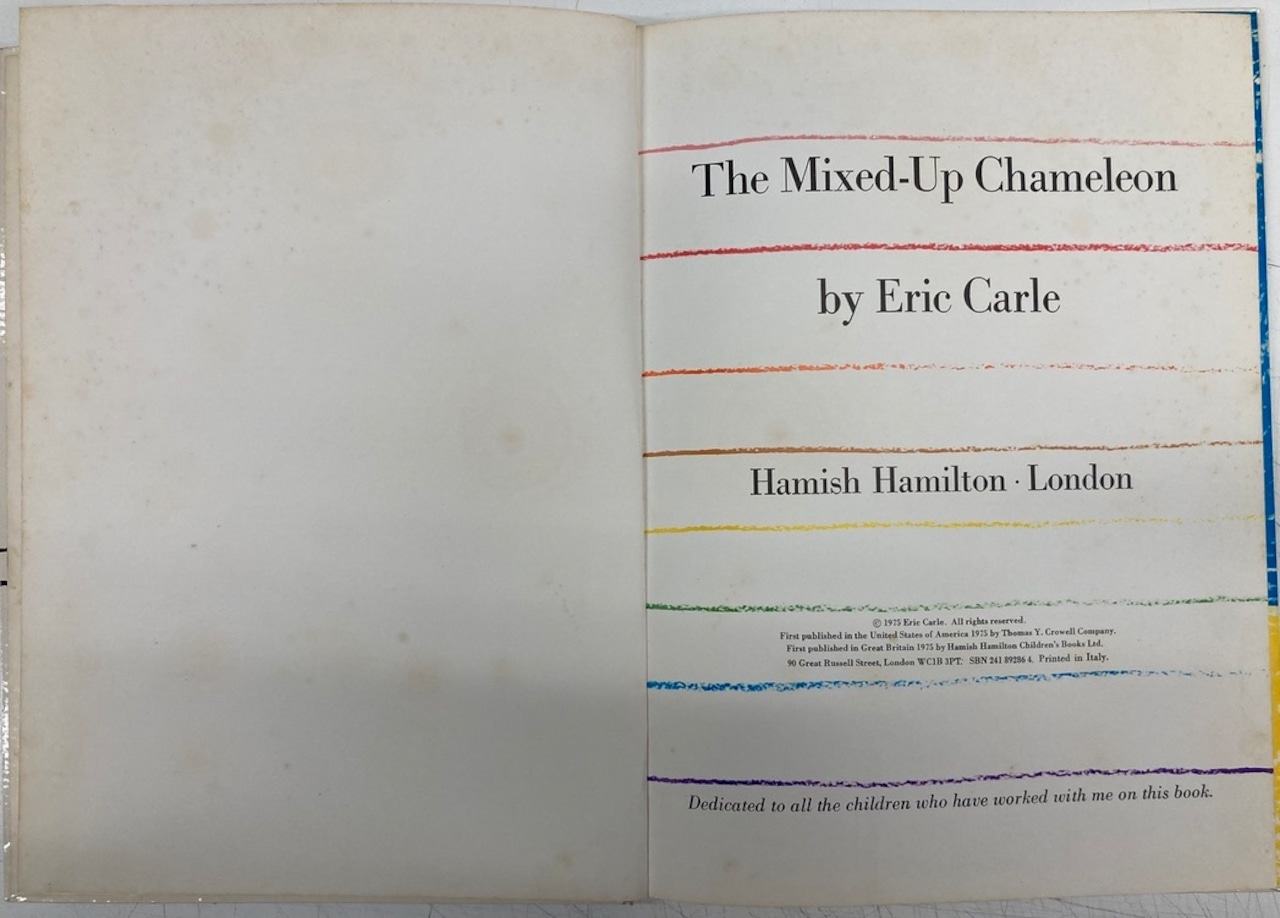 The Mixed-Up Chameleon
by Eric Carle
Hamish Hamilton · London
© 1975 Eric Carle. All rights reserved.
First published in the United States of America 1975 by Thomas Y. Crowell Company.
First published in Great Britain 1975 by Hamish Hamilton Children's Books Ltd.
90 Great Russell Street, London WC1B 3PT. SBN 241 89286 4. Printed in Italy.
Dedicated to all the children who have worked with me on this book.